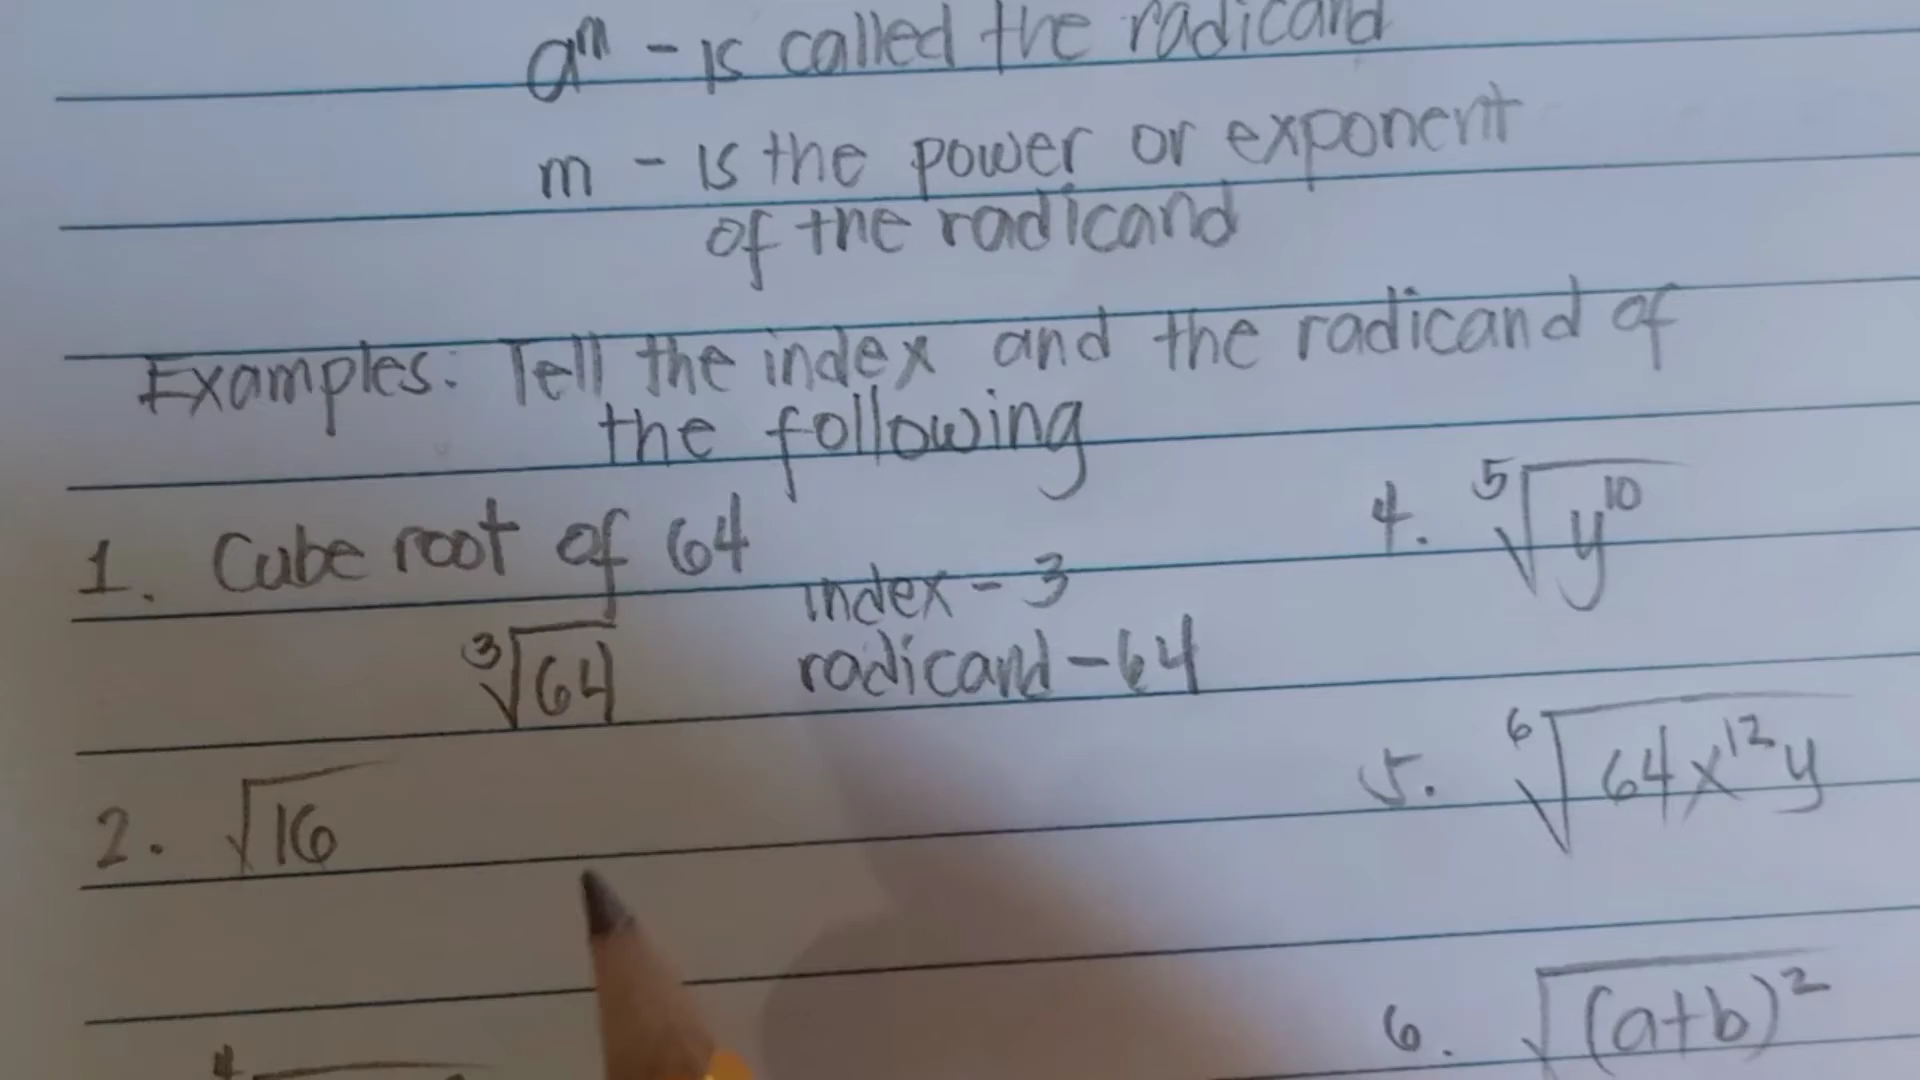 aᵐ - is called the radicand
m - is the power or exponent
of the radicand
Examples: Tell the index and the radicand of
the following
1. Cube root of 64
∛64
index - 3
radicand - 64
2. √16
4
4. ⁵√y¹⁰
5. ⁶√64x¹²y
6. √(a+b)²